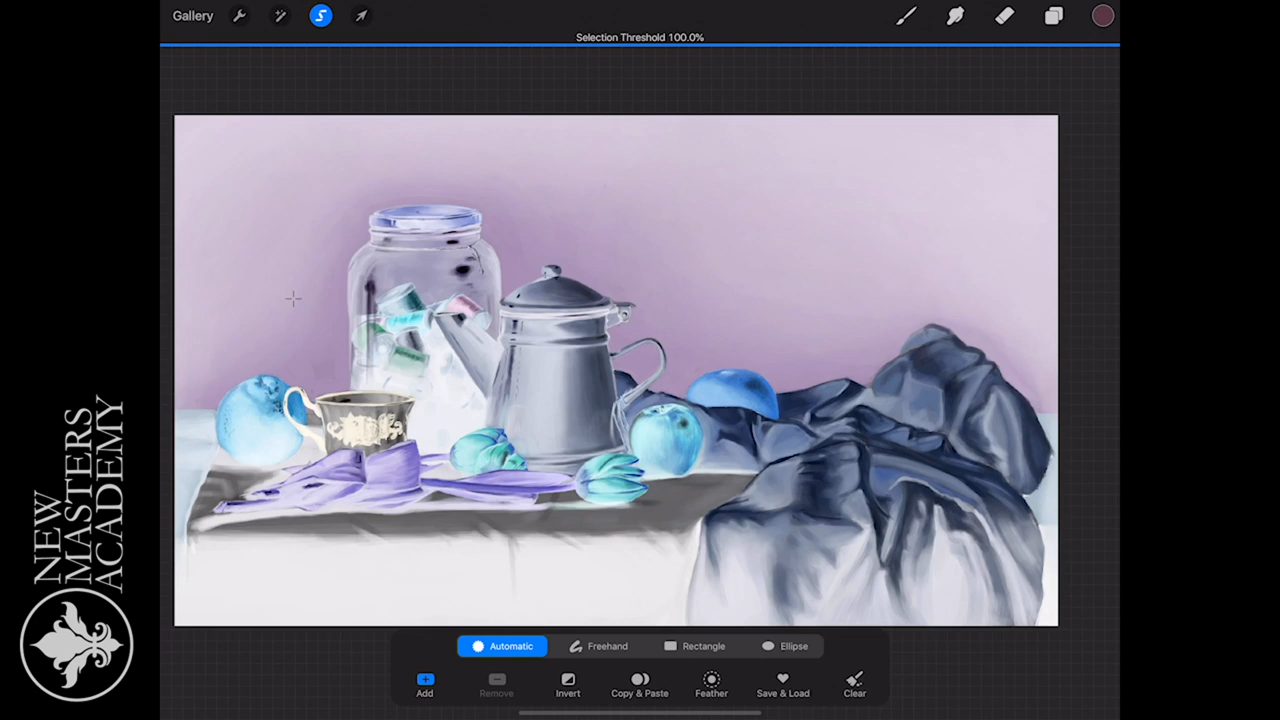 Gallery
Selection Threshold 100.0%
NEW
MASTERS
ACADEMY
Automatic
Freehand
Rectangle
Ellipse
Add
Remove
Invert
Copy & Paste
Feather
Save & Load
Clear